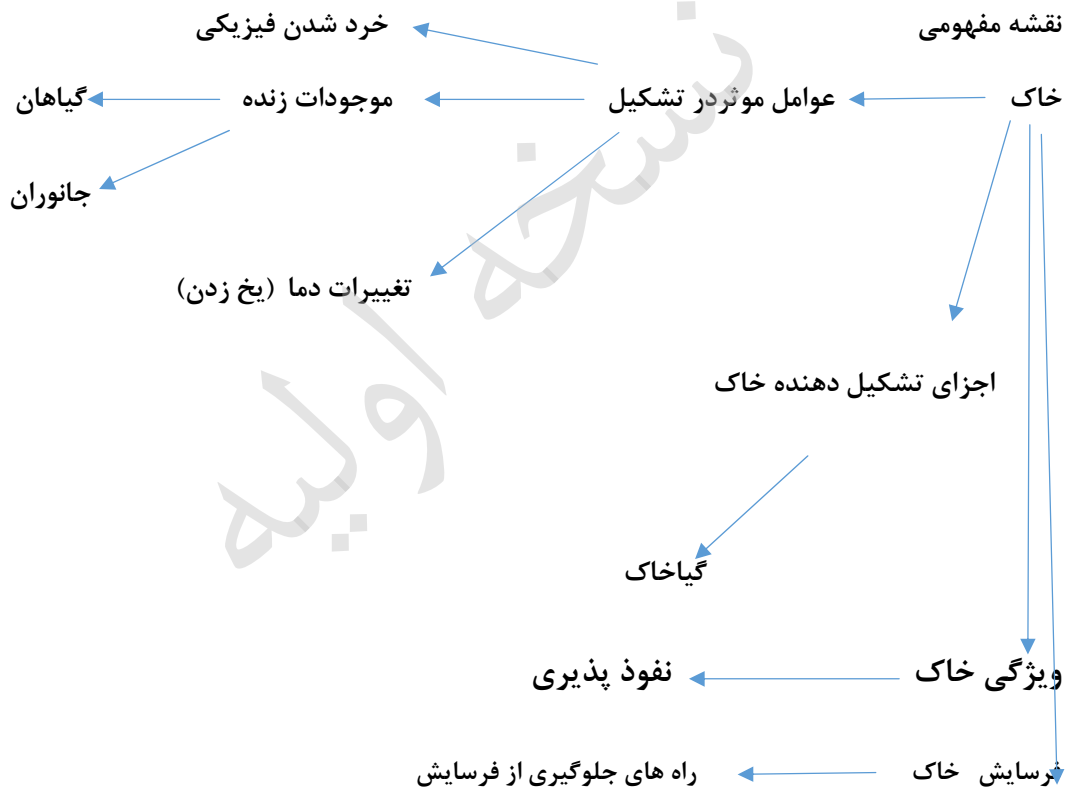 نقشه مفهومی
خرد شدن فیزیکی
خاک
عوامل موثردر تشکیل
موجودات زنده
گیاهان
جانوران
تغییرات دما (یخ زدن)
اجزای تشکیل دهنده خاک
گیاخاک
ویژگی خاک
نفوذ پذیری
فرسایش خاک
راه های جلوگیری از فرسایش
نسخه اولیه